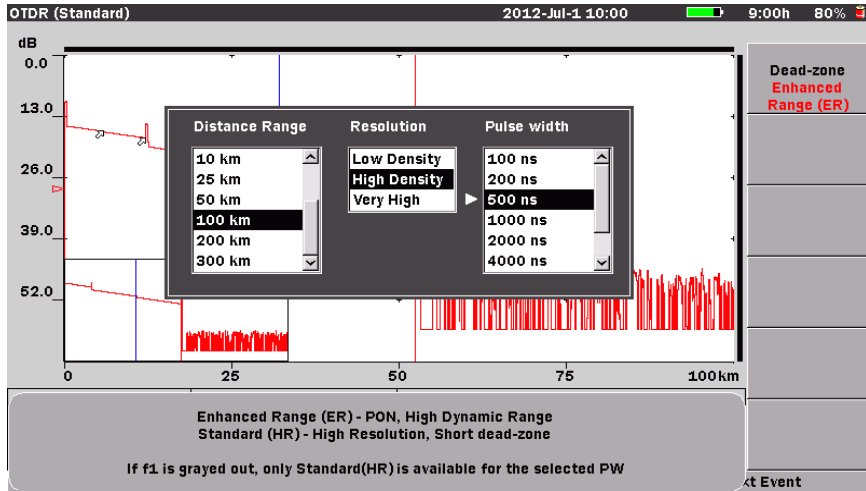 OTDR (Standard) 2012-Jul-1 10:00 9:00h 80%
dB
0.0
13.0
26.0
39.0
52.0
Distance Range Resolution Pulse width
10 km Low Density 100 ns
25 km High Density 200 ns
50 km Very High 500 ns
100 km 1000 ns
200 km 2000 ns
300 km 4000 ns
Dead-zone
Enhanced
Range (ER)
0 25 50 75 100km
Enhanced Range (ER) - PON, High Dynamic Range
Standard (HR) - High Resolution, Short dead-zone
If f1 is grayed out, only Standard(HR) is available for the selected PW
Event